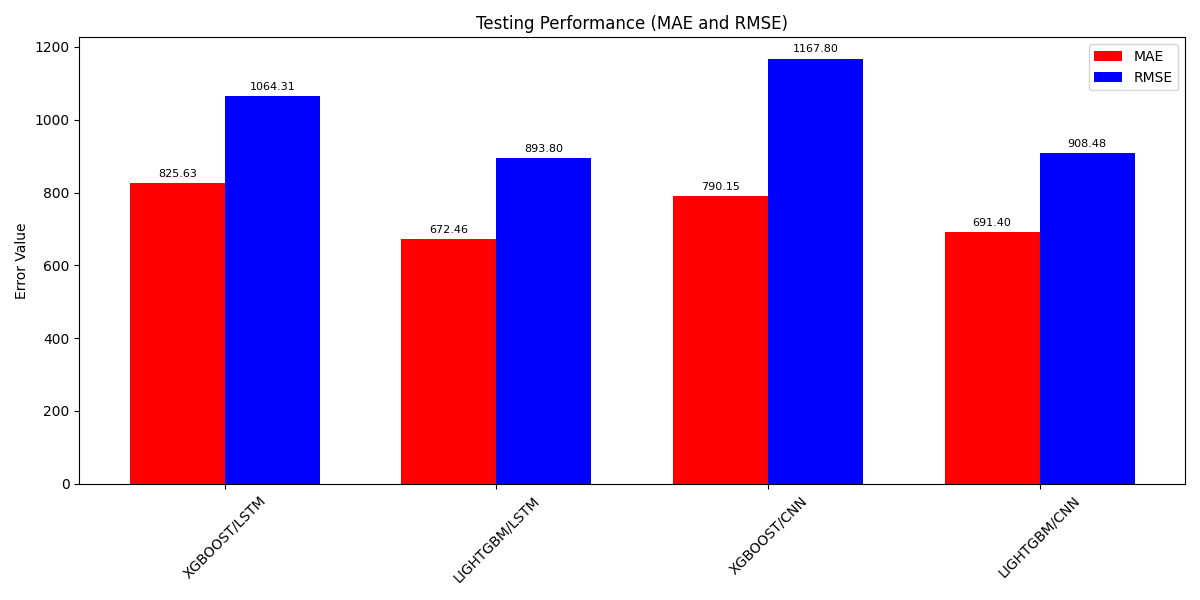 Testing Performance (MAE and RMSE)
MAE
RMSE
Error Value
1200
1000
800
600
400
200
0
825.63
1064.31
672.46
893.80
790.15
1167.80
691.40
908.48
XGBOOST/LSTM
LIGHTGBM/LSTM
XGBOOST/CNN
LIGHTGBM/CNN